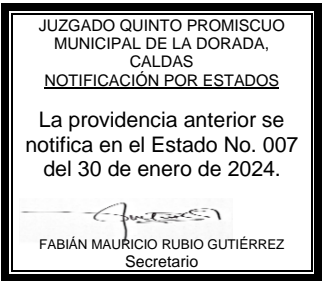 JUZGADO QUINTO PROMISCUO
MUNICIPAL DE LA DORADA,
CALDAS
NOTIFICACIÓN POR ESTADOS
La providencia anterior se
notifica en el Estado No. 007
del 30 de enero de 2024.
FABIÁN MAURICIO RUBIO GUTIÉRREZ
Secretario